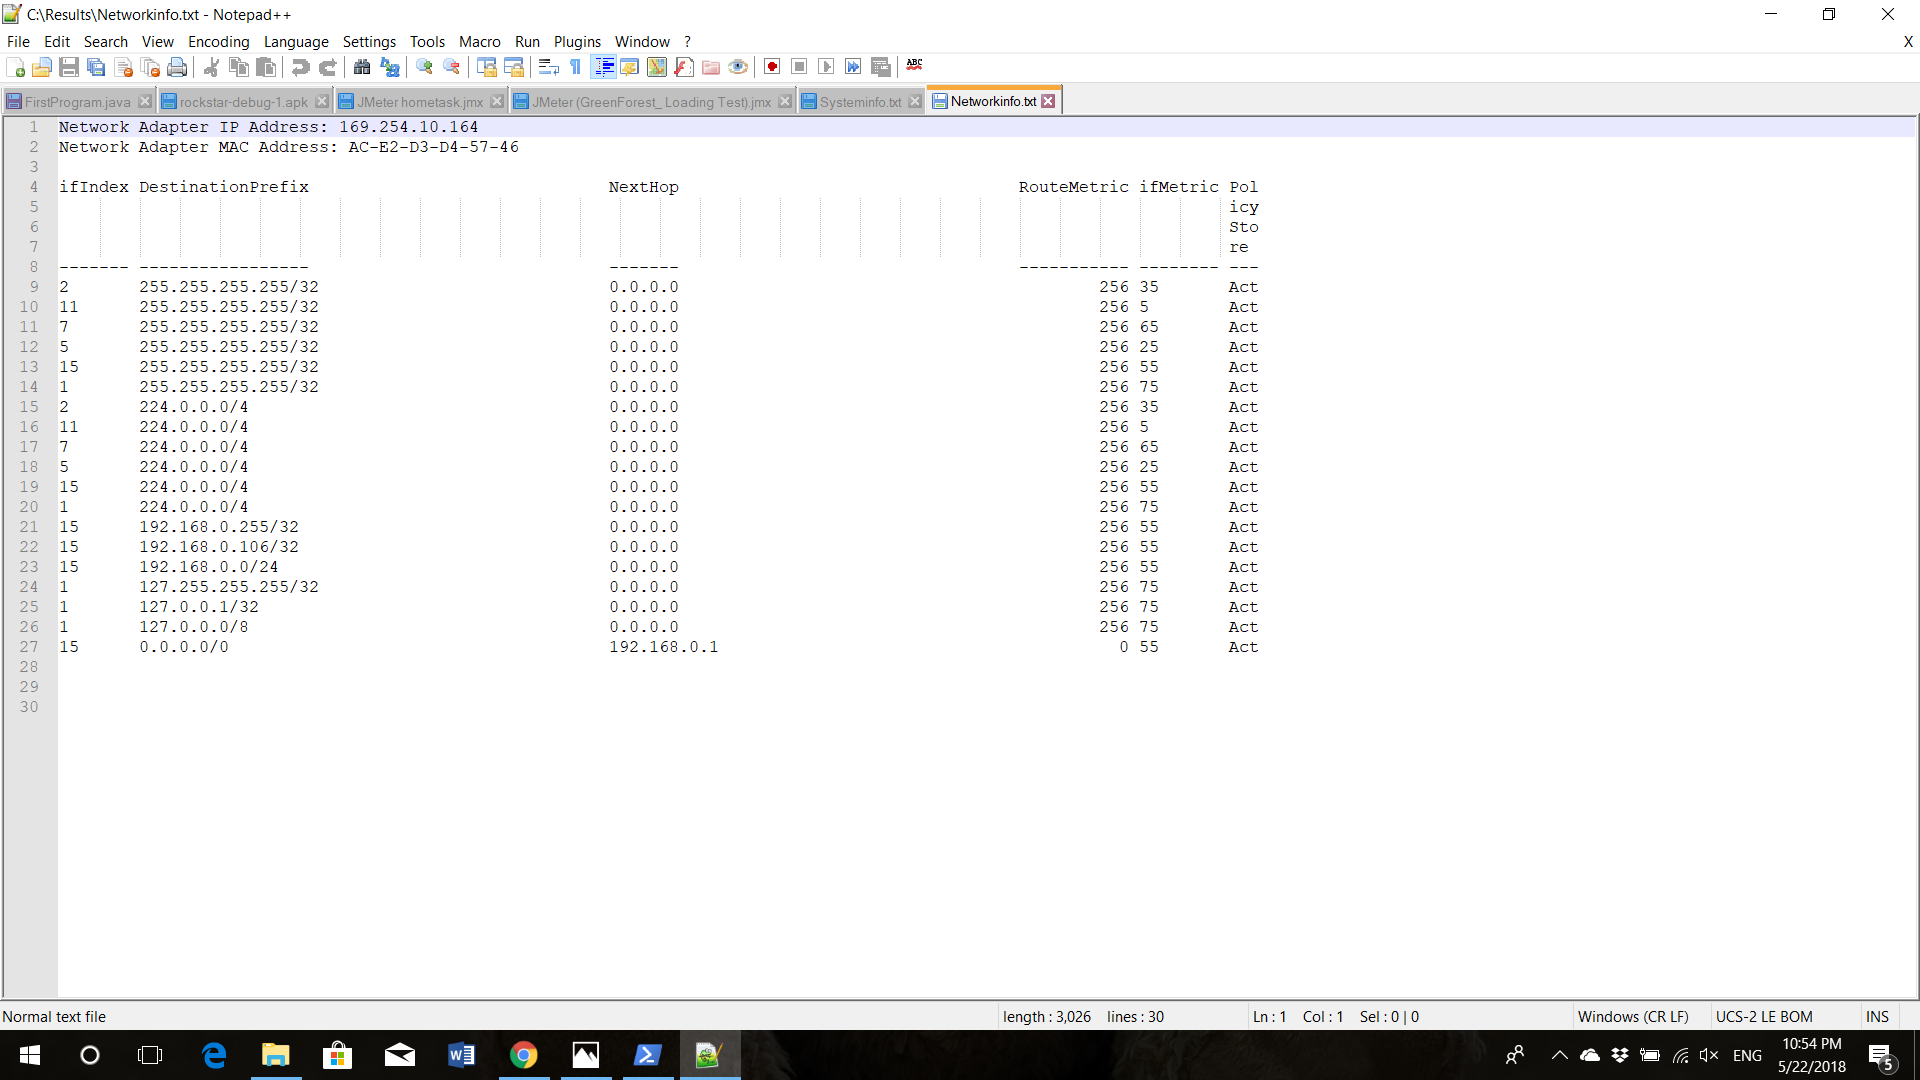 C:\Results\Networkinfo.txt - Notepad++
File Edit Search View Encoding Language Settings Tools Macro Run Plugins Window ? X
ABC
FirstProgram.java rockstar-debug-1.apk JMeter hometask.jmx JMeter (GreenForest_ Loading Test).jmx Systeminfo.txt Networkinfo.txt
1 Network Adapter IP Address: 169.254.10.164
2 Network Adapter MAC Address: AC-E2-D3-D4-57-46
3
4 ifIndex DestinationPrefix NextHop RouteMetric ifMetric Pol
5 icy
6 Sto
7 re
8 ------- ----------------- ------- ----------- -------- ---
9 2 255.255.255.255/32 0.0.0.0 256 35 Act
10 11 255.255.255.255/32 0.0.0.0 256 5 Act
11 7 255.255.255.255/32 0.0.0.0 256 65 Act
12 5 255.255.255.255/32 0.0.0.0 256 25 Act
13 15 255.255.255.255/32 0.0.0.0 256 55 Act
14 1 255.255.255.255/32 0.0.0.0 256 75 Act
15 2 224.0.0.0/4 0.0.0.0 256 35 Act
16 11 224.0.0.0/4 0.0.0.0 256 5 Act
17 7 224.0.0.0/4 0.0.0.0 256 65 Act
18 5 224.0.0.0/4 0.0.0.0 256 25 Act
19 15 224.0.0.0/4 0.0.0.0 256 55 Act
20 1 224.0.0.0/4 0.0.0.0 256 75 Act
21 15 192.168.0.255/32 0.0.0.0 256 55 Act
22 15 192.168.0.106/32 0.0.0.0 256 55 Act
23 15 192.168.0.0/24 0.0.0.0 256 55 Act
24 1 127.255.255.255/32 0.0.0.0 256 75 Act
25 1 127.0.0.1/32 0.0.0.0 256 75 Act
26 1 127.0.0.0/8 0.0.0.0 256 75 Act
27 15 0.0.0.0/0 192.168.0.1 0 55 Act
28
29
30
Normal text file length : 3,026 lines : 30 Ln : 1 Col : 1 Sel : 0 | 0 Windows (CR LF) UCS-2 LE BOM INS
ENG 10:54 PM
5/22/2018 5